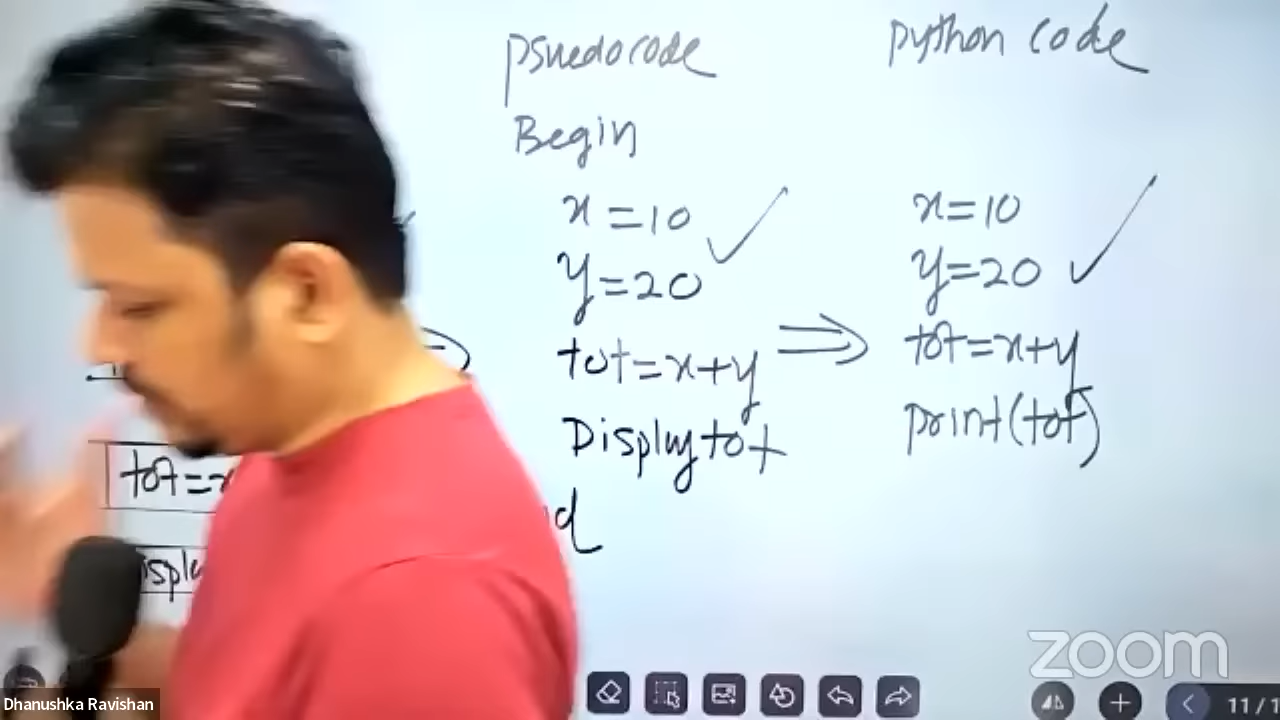 psuedocode
Begin
x = 10
y = 20
tot = x+y
Display tot
python code
x = 10
y = 20
tot = x+y
print(tot)
tot =
zoom
Dhanushka Ravishan
11 / 1